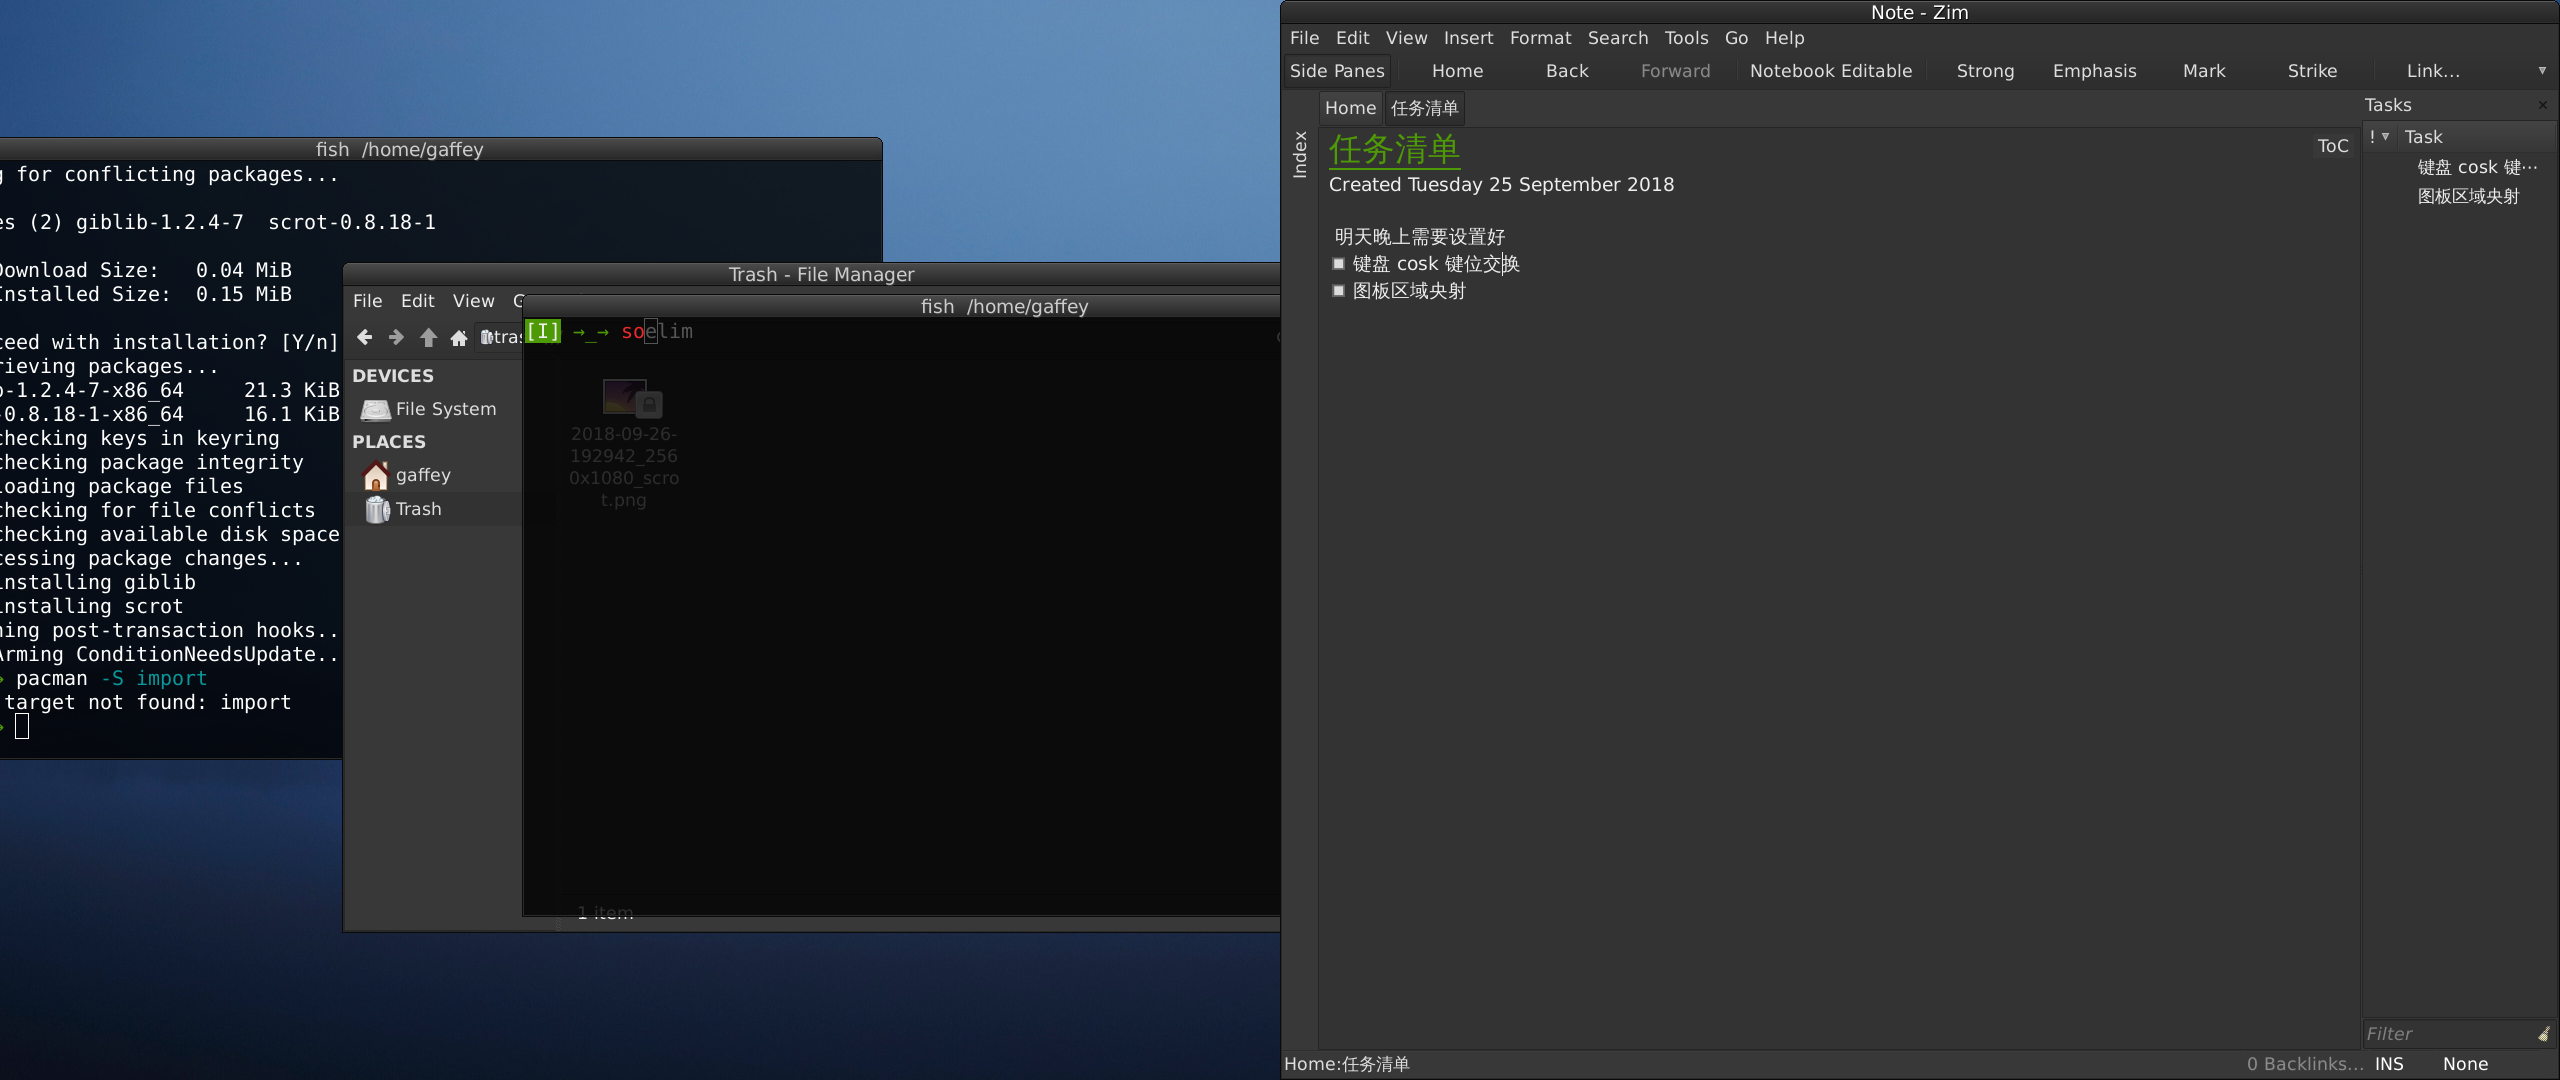 fish /home/gaffey
g for conflicting packages...
es (2) giblib-1.2.4-7 scrot-0.8.18-1
Download Size: 0.04 MiB
Installed Size: 0.15 MiB
ceed with installation? [Y/n]
rieving packages...
b-1.2.4-7-x86_64 21.3 KiB
-0.8.18-1-x86_64 16.1 KiB
checking keys in keyring
checking package integrity
loading package files
checking for file conflicts
checking available disk space
cessing package changes...
installing giblib
installing scrot
ning post-transaction hooks..
Arming ConditionNeedsUpdate..
→ pacman -S import
target not found: import
→
Trash - File Manager
File Edit View G
tras
DEVICES
File System
PLACES
gaffey
Trash
fish /home/gaffey
[I] →_→ soelim
2018-09-26-
192942_256
0x1080_scro
t.png
1 item
Note - Zim
File Edit View Insert Format Search Tools Go Help
Side Panes Home Back Forward Notebook Editable Strong Emphasis Mark Strike Link...
Index
Home 任务清单
任务清单
ToC
Created Tuesday 25 September 2018
明天晚上需要设置好
键盘 cosk 键位交换
图板区域央射
Tasks ×
! Task
键盘 cosk 键…
图板区域央射
Filter
Home:任务清单
0 Backlinks... INS None